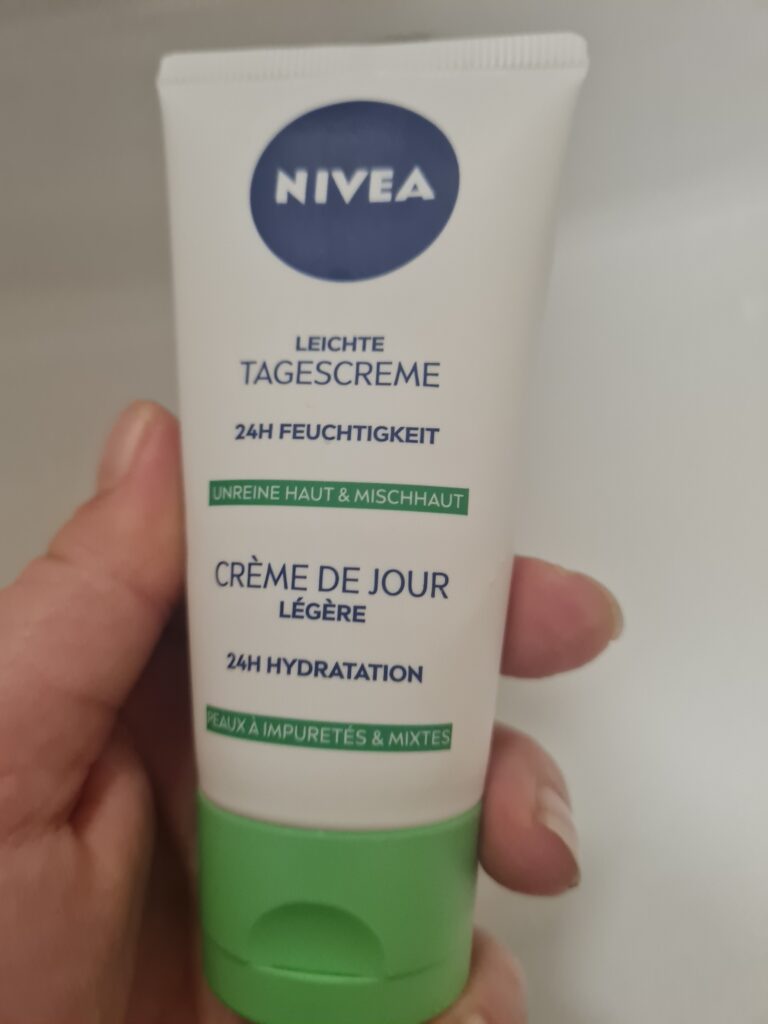 NIVEA
LEICHTE
TAGESCREME
24H FEUCHTIGKEIT
UNREINE HAUT & MISCHHAUT
CRÈME DE JOUR
LÉGÈRE
24H HYDRATATION
PEAUX À IMPURETÉS & MIXTES